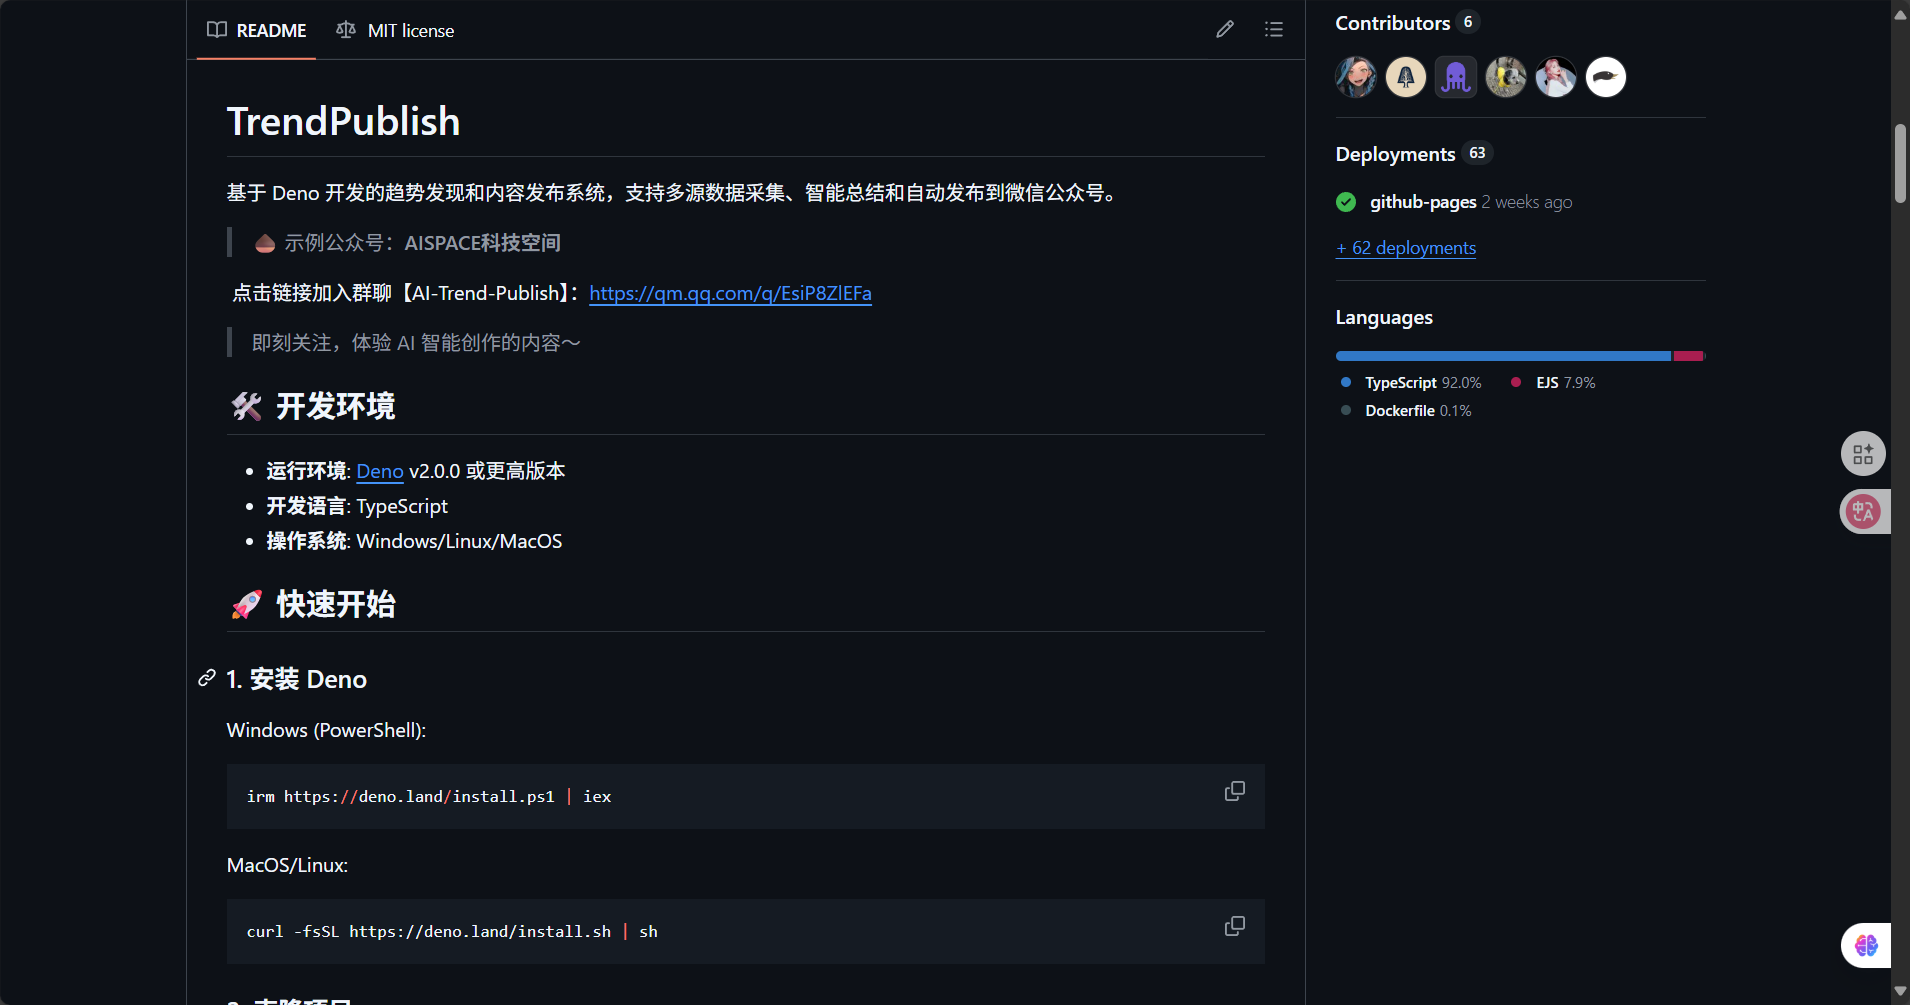 README
MIT license
TrendPublish
基于 Deno 开发的趋势发现和内容发布系统，支持多源数据采集、智能总结和自动发布到微信公众号。
🌰 示例公众号：AISPACE科技空间
点击链接加入群聊【AI-Trend-Publish】：https://qm.qq.com/q/EsiP8ZlEFa
即刻关注，体验 AI 智能创作的内容～
🛠️ 开发环境
运行环境: Deno v2.0.0 或更高版本
开发语言: TypeScript
操作系统: Windows/Linux/MacOS
🚀 快速开始
1. 安装 Deno
Windows (PowerShell):
irm https://deno.land/install.ps1 | iex
MacOS/Linux:
curl -fsSL https://deno.land/install.sh | sh
2. 克隆项目
Contributors 6
Deployments 63
github-pages 2 weeks ago
+ 62 deployments
Languages
TypeScript 92.0%
EJS 7.9%
Dockerfile 0.1%
中A